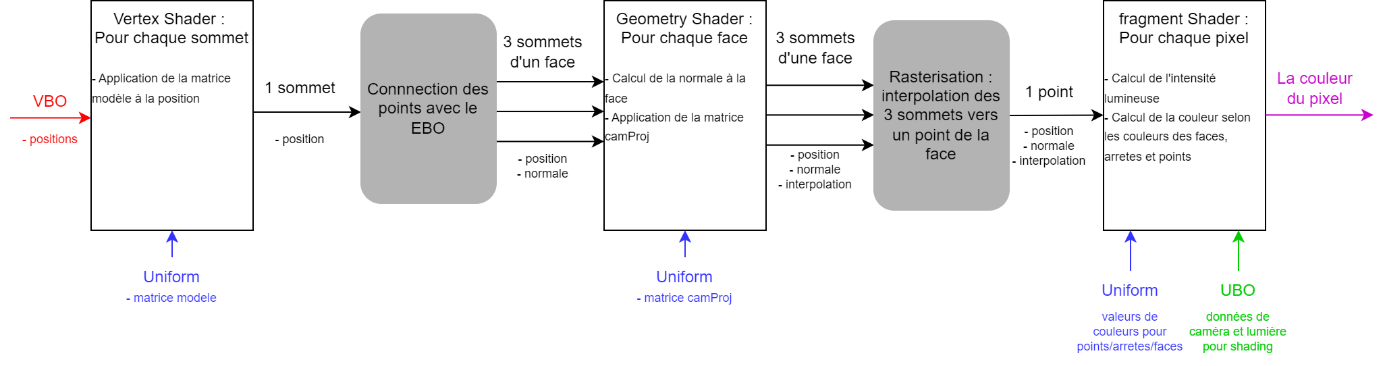 Vertex Shader :
Pour chaque sommet
- Application de la matrice
modèle à la position
VBO
- positions
Uniform
- matrice modele
1 sommet
- position
Connnection des
points avec le
EBO
3 sommets
d'un face
- position
- normale
Geometry Shader :
Pour chaque face
- Calcul de la normale à la
face
- Application de la matrice
camProj
Uniform
- matrice camProj
3 sommets
d'une face
- position
- normale
- interpolation
Rasterisation :
interpolation des
3 sommets vers
un point de la
face
1 point
- position
- normale
- interpolation
fragment Shader :
Pour chaque pixel
- Calcul de l'intensité
lumineuse
- Calcul de la couleur selon
les couleurs des faces,
arretes et points
Uniform
valeurs de
couleurs pour
points/arretes/faces
UBO
données de
caméra et lumière
pour shading
La couleur
du pixel